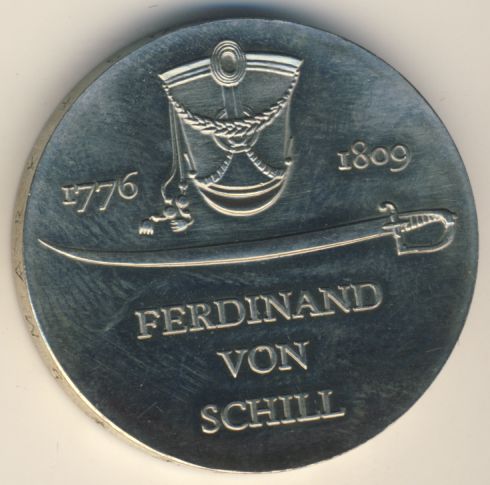 1776 1809
FERDINAND
VON
SCHILL